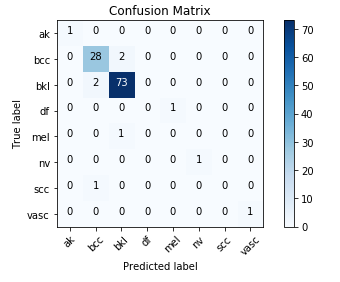 Confusion Matrix
ak 1 0 0 0 0 0 0 0
bcc 0 28 2 0 0 0 0 0
bkl 0 2 73 0 0 0 0 0
df 0 0 0 0 1 0 0 0
mel 0 0 1 0 0 0 0 0
nv 0 0 0 0 0 1 0 0
scc 0 1 0 0 0 0 0 0
vasc 0 0 0 0 0 0 0 1
ak bcc bkl df mel nv scc vasc
True label
Predicted label
70
60
50
40
30
20
10
0